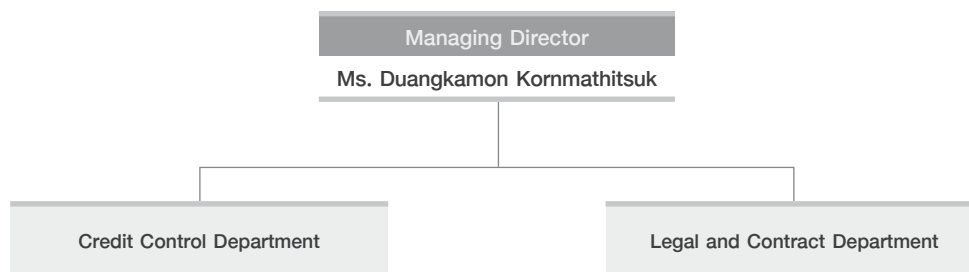 Managing Director
Ms. Duangkamon Kornmathitsuk
Credit Control Department
Legal and Contract Department